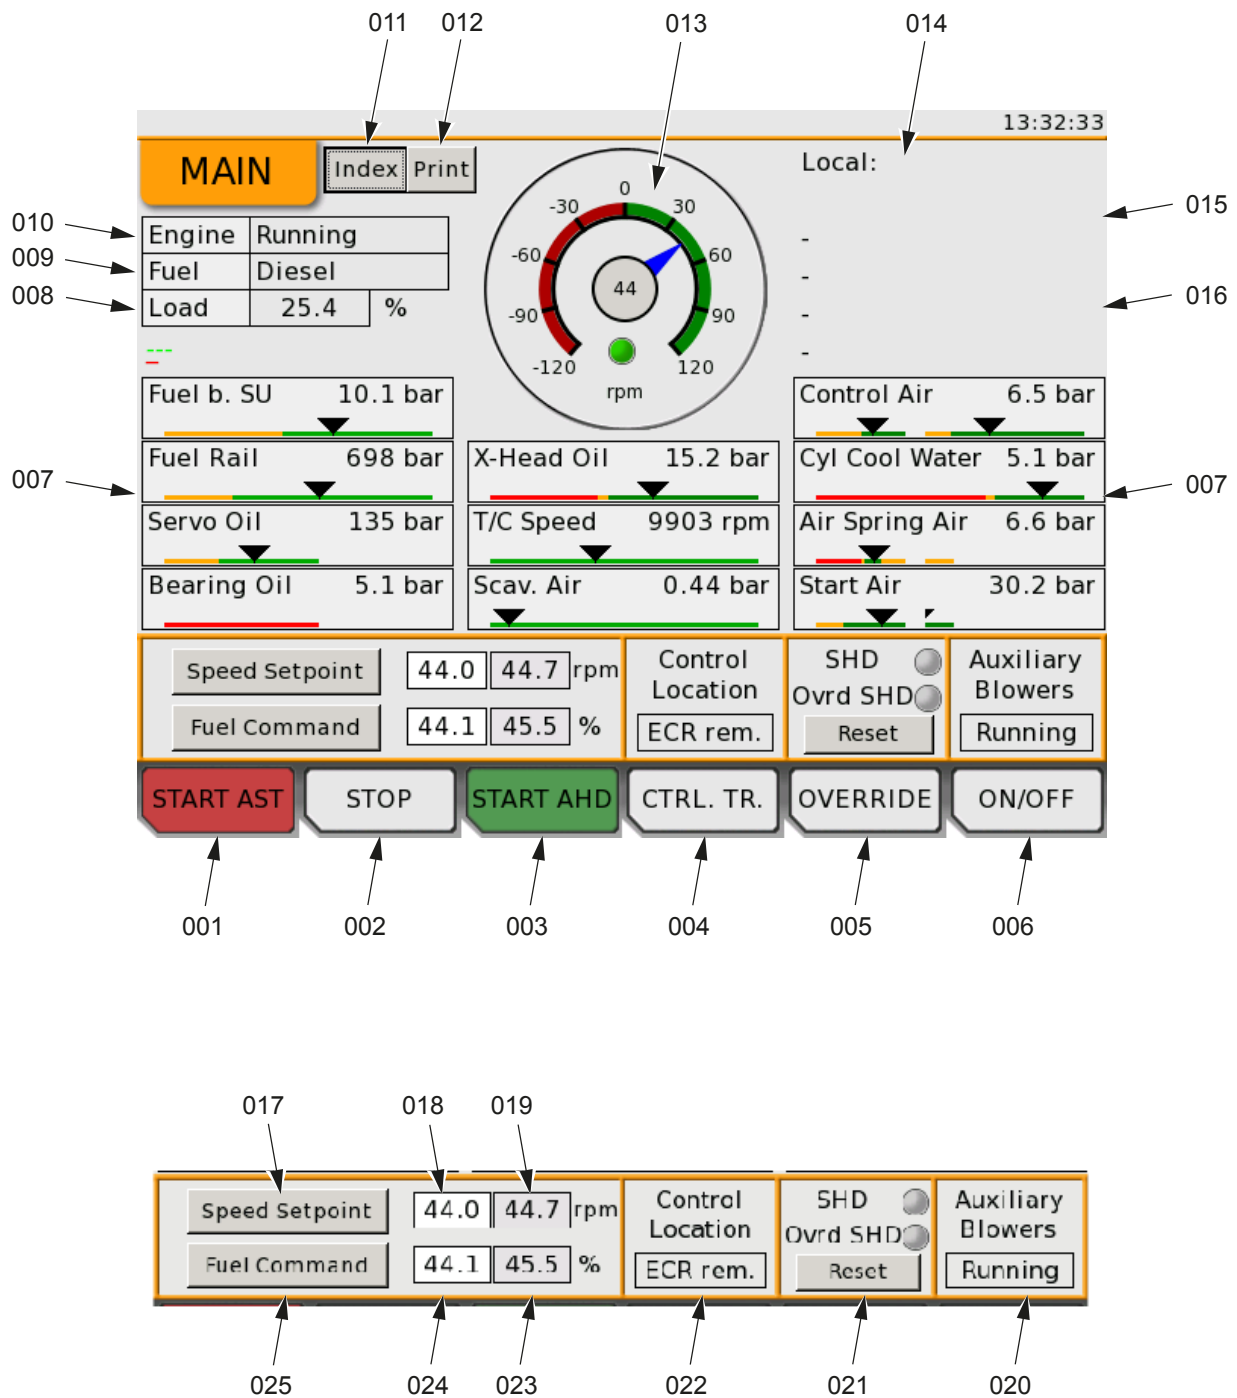 011 012 013 014
13:32:33
MAIN Index Print Local:
0
-30 30
-60 60
-90 90
-120 120
44
rpm
015
010 Engine Running -
009 Fuel Diesel -
008 Load 25.4 % - 016
--- -
Fuel b. SU 10.1 bar Control Air 6.5 bar
007 Fuel Rail 698 bar X-Head Oil 15.2 bar Cyl Cool Water 5.1 bar 007
Servo Oil 135 bar T/C Speed 9903 rpm Air Spring Air 6.6 bar
Bearing Oil 5.1 bar Scav. Air 0.44 bar Start Air 30.2 bar
Speed Setpoint 44.0 44.7 rpm
Fuel Command 44.1 45.5 %
Control
Location
ECR rem.
SHD
Ovrd SHD
Reset
Auxiliary
Blowers
Running
START AST STOP START AHD CTRL. TR. OVERRIDE ON/OFF
001 002 003 004 005 006
017 018 019
Speed Setpoint 44.0 44.7 rpm
Fuel Command 44.1 45.5 %
Control
Location
ECR rem.
SHD
Ovrd SHD
Reset
Auxiliary
Blowers
Running
025 024 023 022 021 020